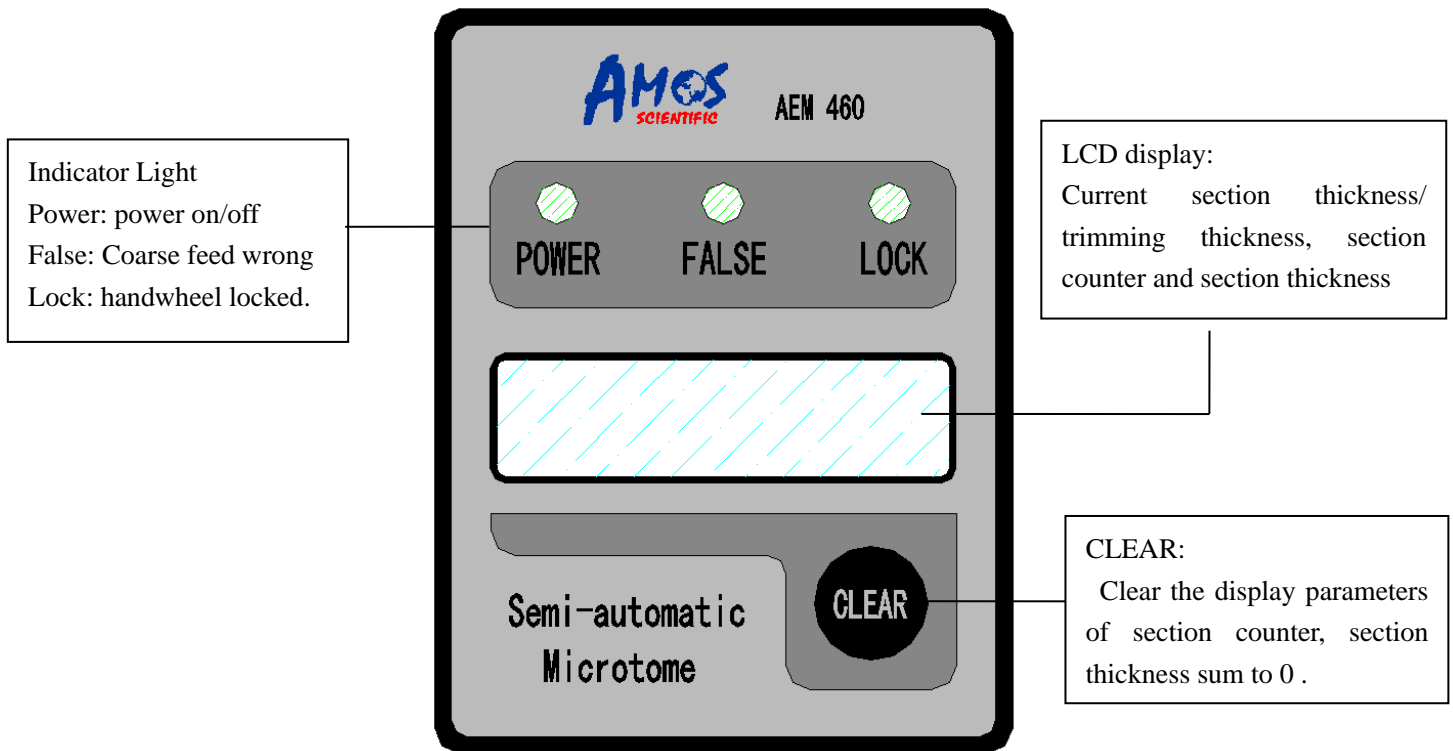 AMOS
SCIENTIFIC
AEM 460
Indicator Light
Power: power on/off
False: Coarse feed wrong
Lock: handwheel locked.
POWER FALSE LOCK
LCD display:
Current section thickness/
trimming thickness, section
counter and section thickness
CLEAR:
Clear the display parameters
of section counter, section
thickness sum to 0 .
CLEAR
Semi-automatic
Microtome